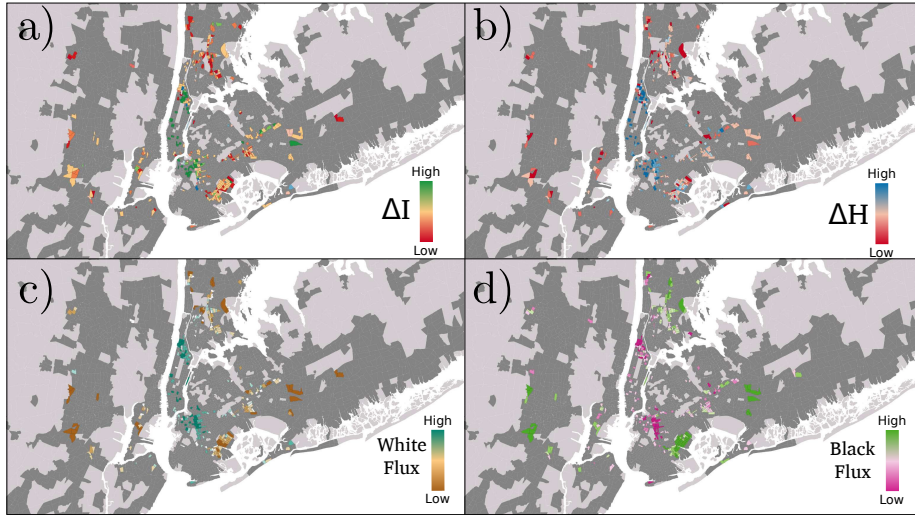 a)
High
ΔI
Low
b)
High
ΔH
Low
c)
High
White
Flux
Low
d)
High
Black
Flux
Low